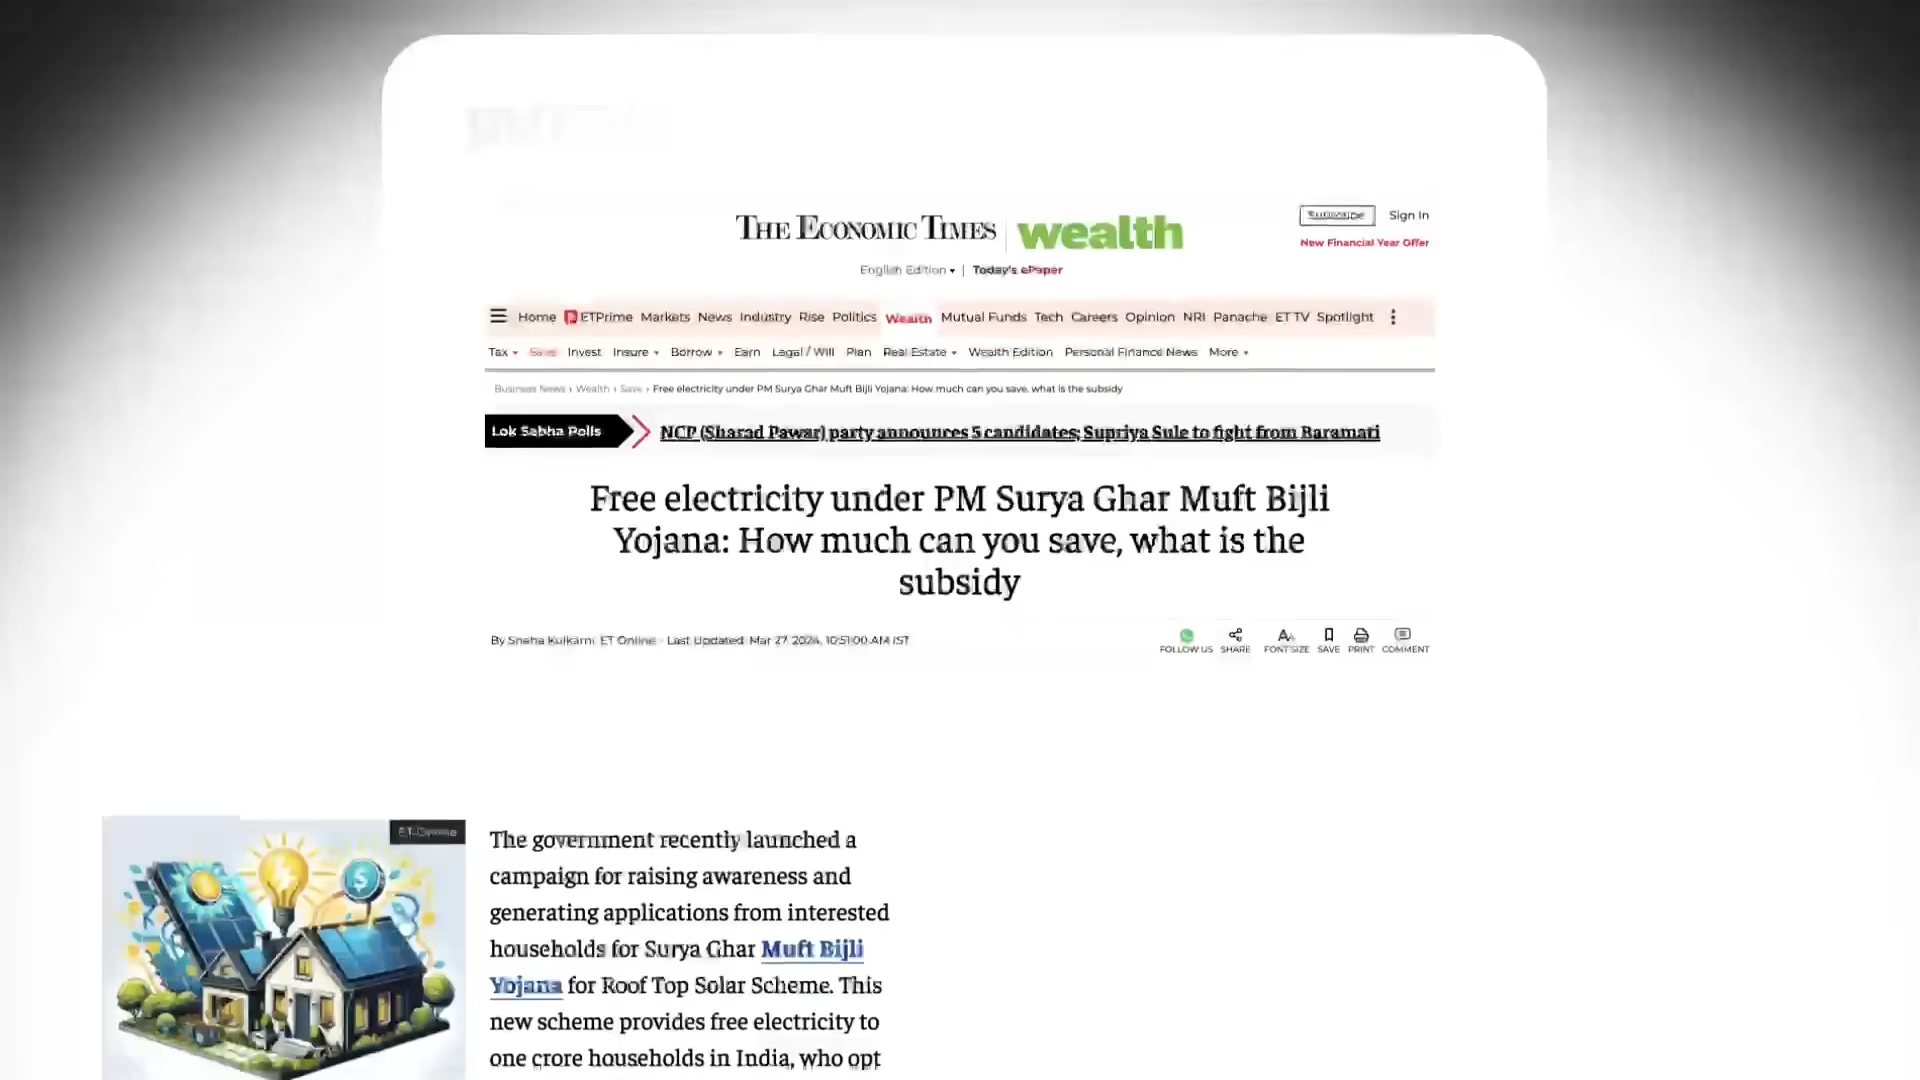 THE ECONOMIC TIMES | wealth
Subscribe Sign In
New Financial Year Offer
English Edition | Today's ePaper
Home ETPrime Markets News Industry Rise Politics Wealth Mutual Funds Tech Careers Opinion NRI Panache ET TV Spotlight
Tax Save Invest Insure Borrow Earn Legal / Will Plan Real Estate Wealth Edition Personal Finance News More
Business News › Wealth › Save › Free electricity under PM Surya Ghar Muft Bijli Yojana: How much can you save, what is the subsidy
Lok Sabha Polls NCP (Sharad Pawar) party announces 5 candidates; Supriya Sule to fight from Baramati
Free electricity under PM Surya Ghar Muft Bijli
Yojana: How much can you save, what is the
subsidy
By Sneha Kulkarni, ET Online - Last Updated: Mar 27, 2024, 10:51:00 AM IST
FOLLOW US SHARE FONT SIZE SAVE PRINT COMMENT
ET Online
The government recently launched a
campaign for raising awareness and
generating applications from interested
households for Surya Ghar Muft Bijli
Yojana for Roof Top Solar Scheme. This
new scheme provides free electricity to
one crore households in India, who opt